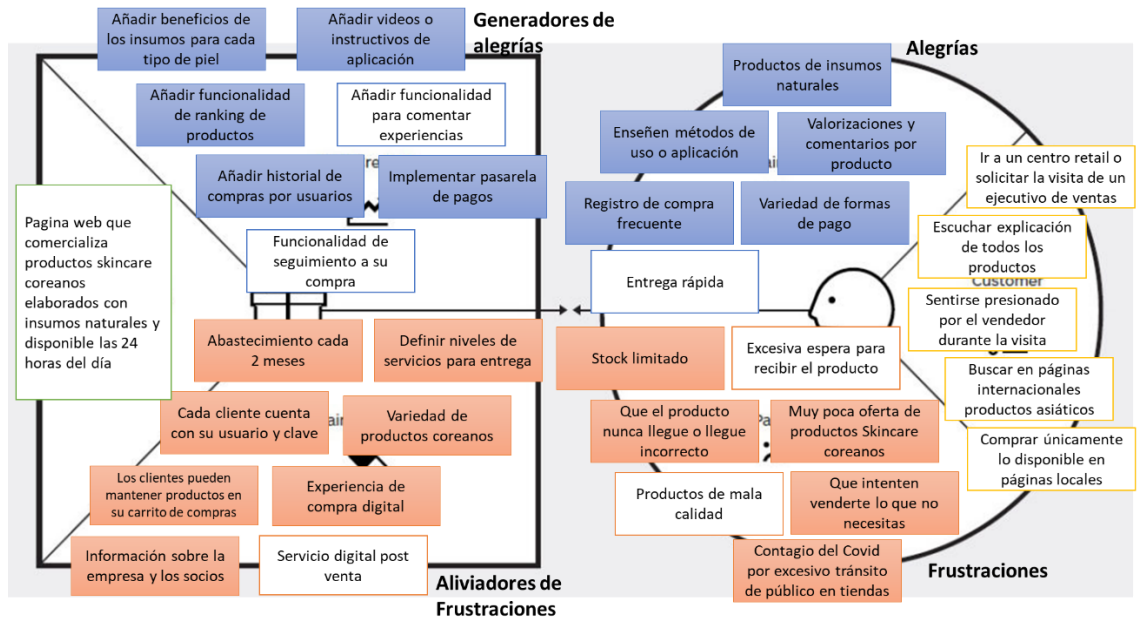 Generadores de
alegrías
Añadir beneficios de
los insumos para cada
tipo de piel
Añadir videos o
instructivos de
aplicación
Añadir funcionalidad
de ranking de
productos
Añadir funcionalidad
para comentar
experiencias
Añadir historial de
compras por usuarios
Implementar pasarela
de pagos
Funcionalidad de
seguimiento a su
compra
Pagina web que
comercializa
productos skincare
coreanos
elaborados con
insumos naturales y
disponible las 24
horas del día
Abastecimiento cada
2 meses
Definir niveles de
servicios para entrega
Cada cliente cuenta
con su usuario y clave
Variedad de
productos coreanos
Los clientes pueden
mantener productos en
su carrito de compras
Experiencia de
compra digital
Información sobre la
empresa y los socios
Servicio digital post
venta
Aliviadores de
Frustraciones
Alegrías
Productos de insumos
naturales
Enseñen métodos de
uso o aplicación
Valorizaciones y
comentarios por
producto
Registro de compra
frecuente
Variedad de formas
de pago
Entrega rápida
Ir a un centro retail o
solicitar la visita de un
ejecutivo de ventas
Escuchar explicación
de todos los
productos
Customer
Sentirse presionado
por el vendedor
durante la visita
Buscar en páginas
internacionales
productos asiáticos
Comprar únicamente
lo disponible en
páginas locales
Stock limitado
Excesiva espera para
recibir el producto
Que el producto
nunca llegue o llegue
incorrecto
Muy poca oferta de
productos Skincare
coreanos
Productos de mala
calidad
Que intenten
venderte lo que no
necesitas
Contagio del Covid
por excesivo tránsito
de público en tiendas
Frustraciones